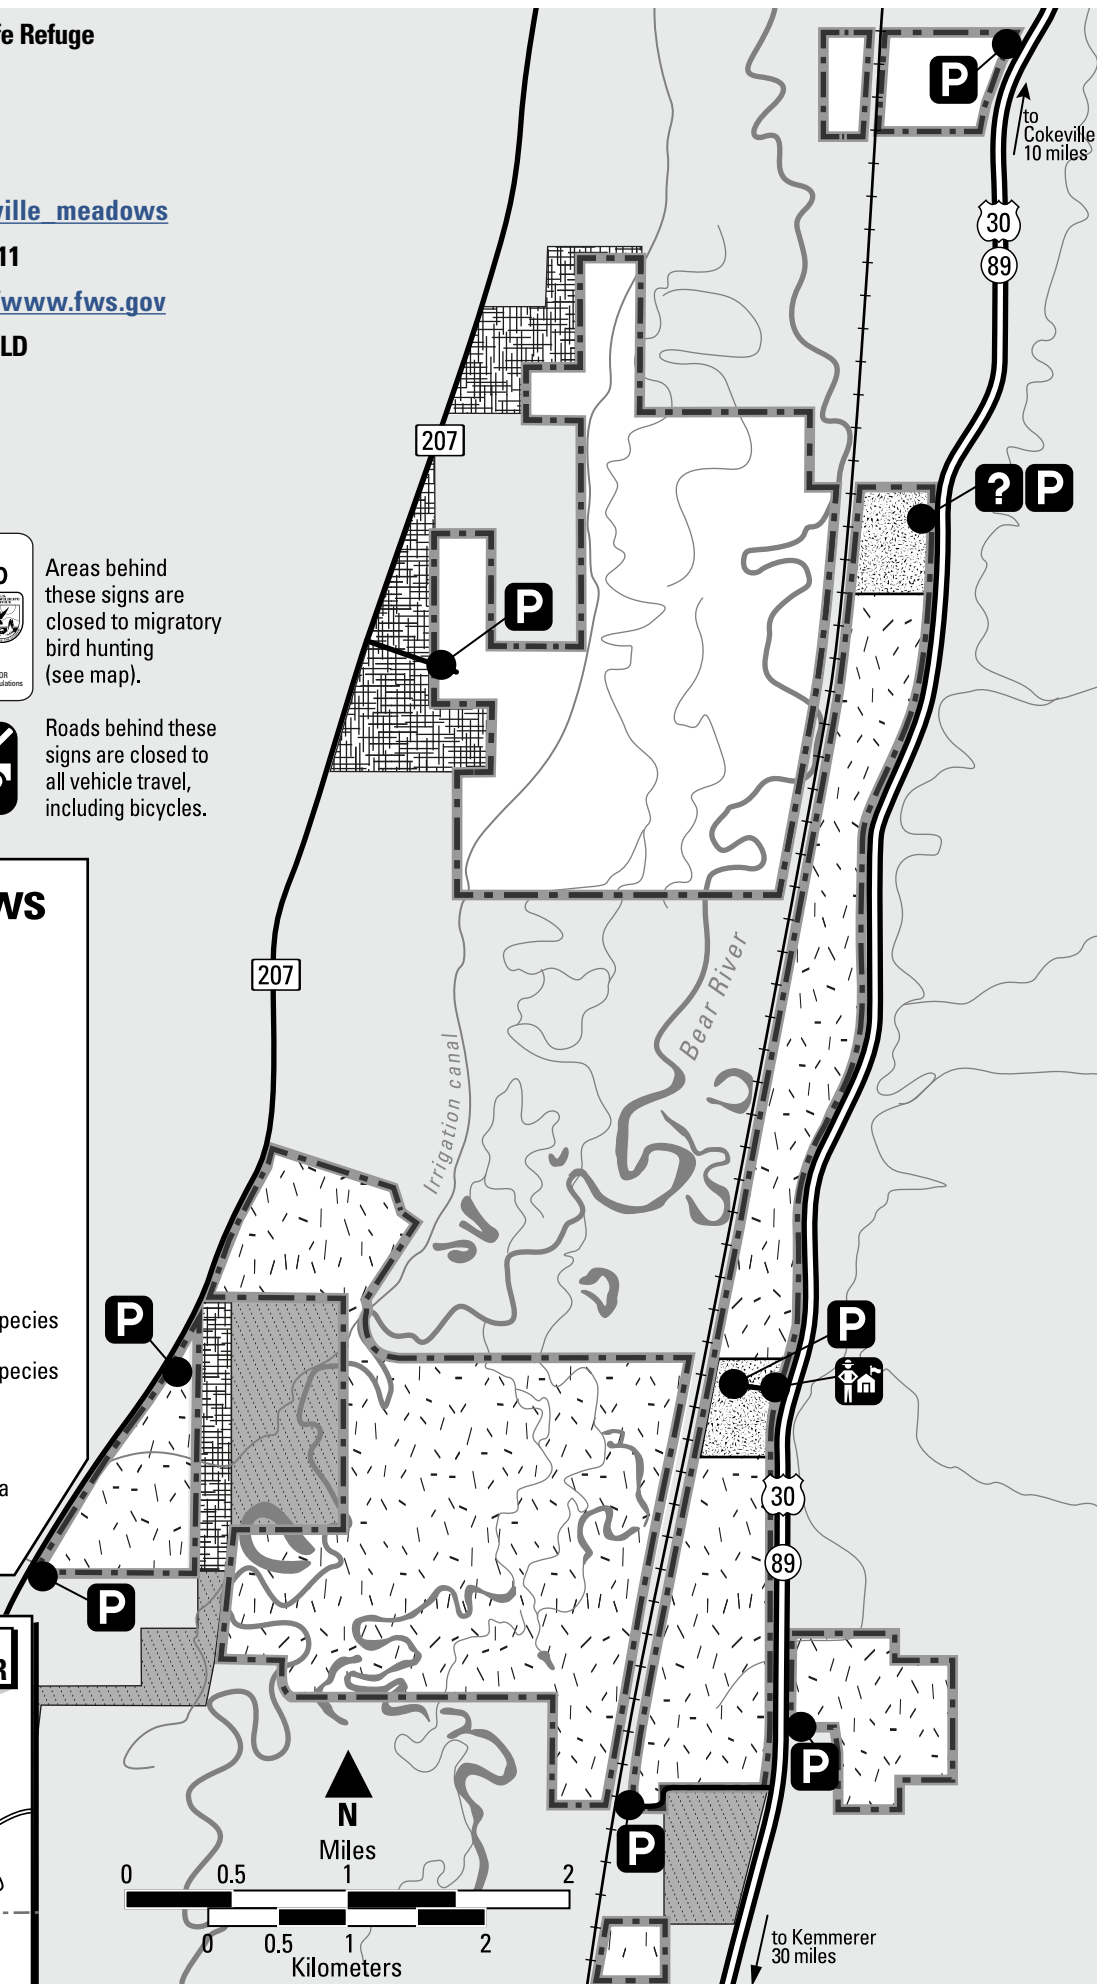 fe Refuge
ville_meadows
11
/www.fws.gov
LD
Areas behind
these signs are
closed to migratory
bird hunting
(see map).
Roads behind these
signs are closed to
all vehicle travel,
including bicycles.
ws
pecies
pecies
a
R
P
to
Cokeville
10 miles
30
89
207
? P
P
207
Bear River
Irrigation canal
P
P
30
89
P
P
P
N
Miles
0 0.5 1 2
0 0.5 1 2
Kilometers
to Kemmerer
30 miles